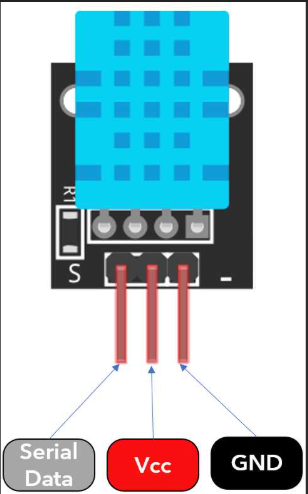 R1
S
-
Serial
Data
Vcc
GND